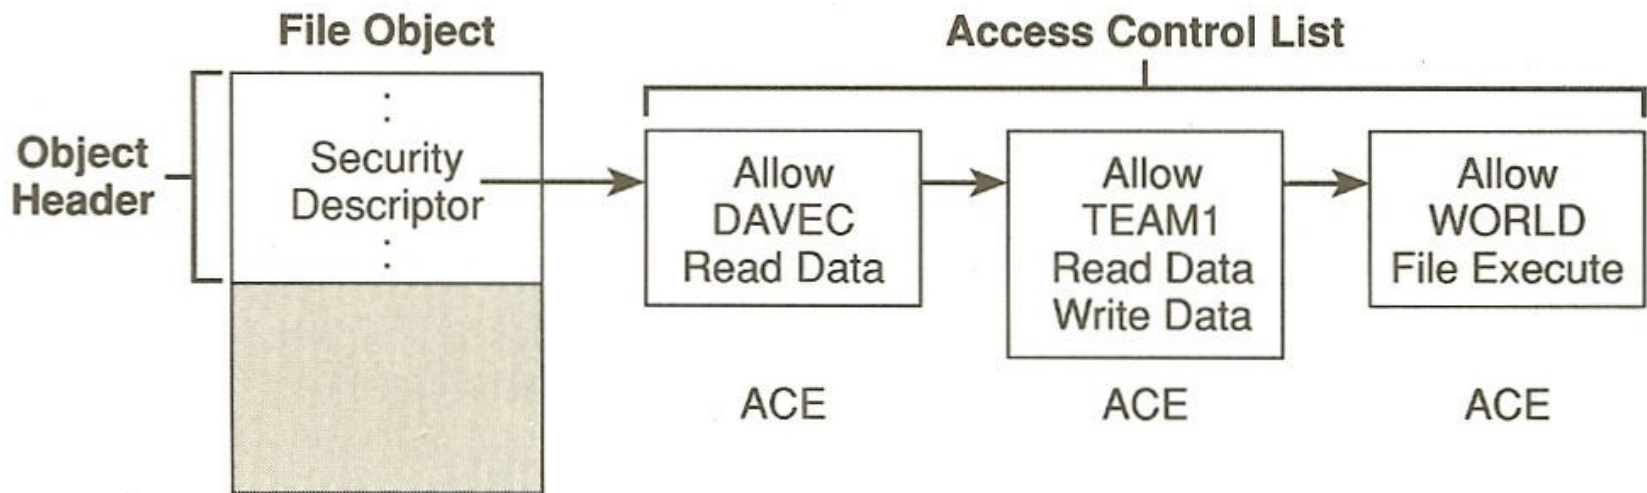 File Object
Access Control List
Object
Header
:
Security
Descriptor
:
Allow
DAVEC
Read Data
Allow
TEAM1
Read Data
Write Data
Allow
WORLD
File Execute
ACE
ACE
ACE